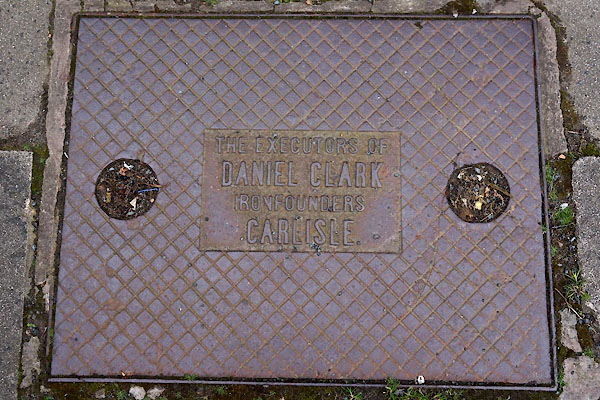 THE EXECUTORS OF
DANIEL CLARK
IRONFOUNDERS
CARLISLE.